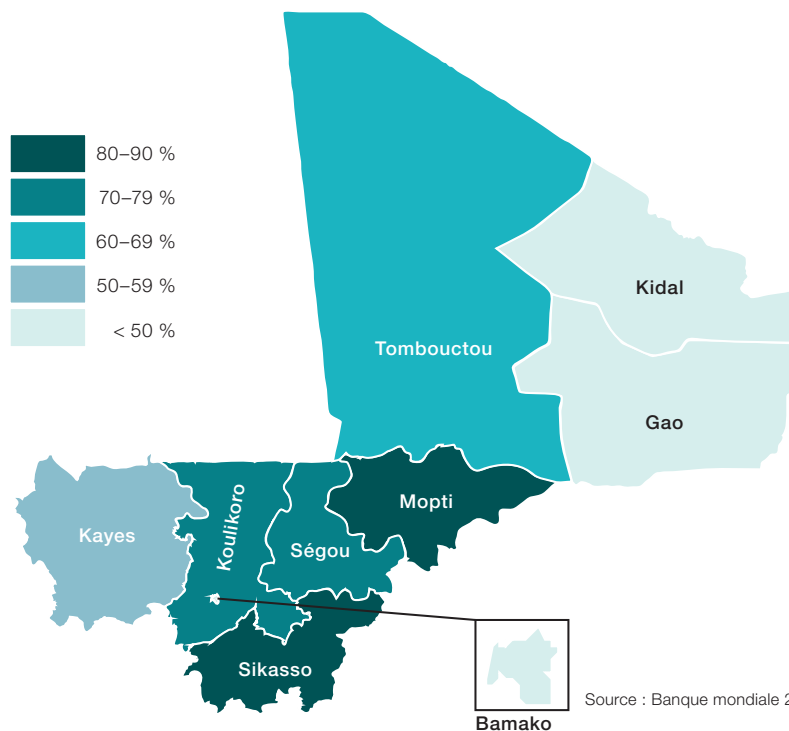 80–90 %
70–79 %
60–69 %
50–59 %
< 50 %
Kidal
Tombouctou
Gao
Mopti
Kayes
Koulikoro
Ségou
Sikasso
Bamako
Source : Banque mondiale 2